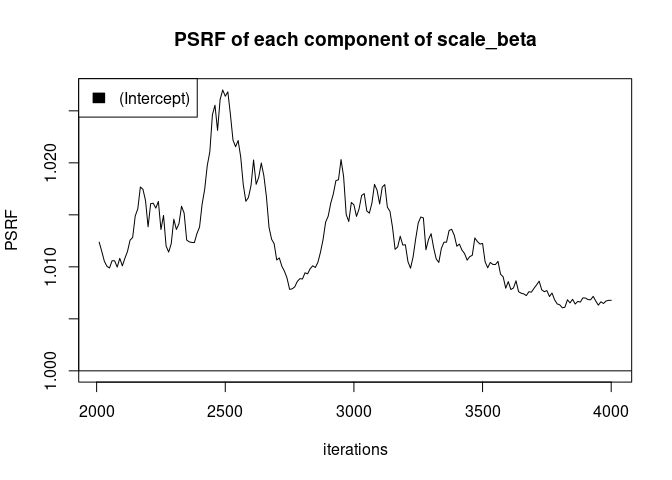 PSRF of each component of scale_beta
(Intercept)
PSRF
1.020
1.010
1.000
2000 2500 3000 3500 4000
iterations